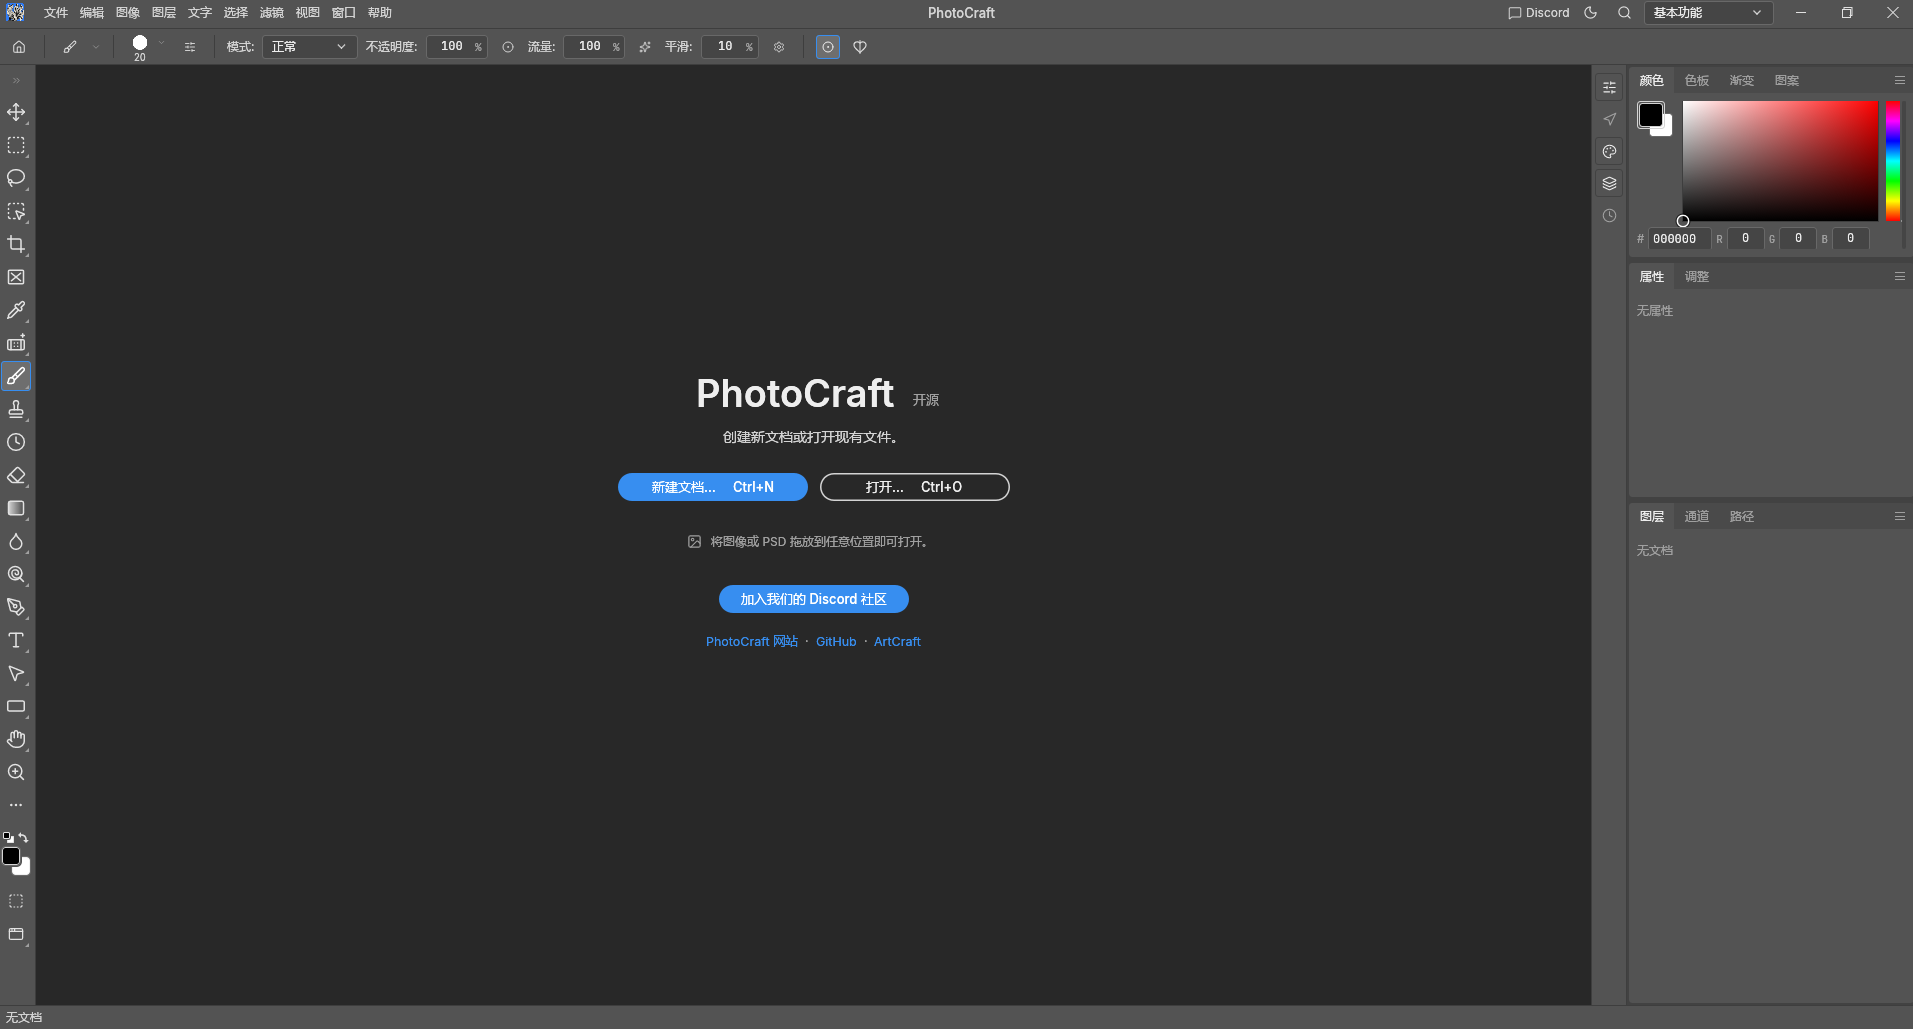 文件 编辑 图像 图层 文字 选择 滤镜 视图 窗口 帮助 PhotoCraft Discord 基本功能
20 模式: 正常 不透明度: 100 % 流量: 100 % 平滑: 10 %
颜色 色板 渐变 图案
# 000000 R 0 G 0 B 0
属性 调整
无属性
PhotoCraft 开源
创建新文档或打开现有文件。
新建文档... Ctrl+N 打开... Ctrl+O
将图像或 PSD 拖放到任意位置即可打开。
加入我们的 Discord 社区
PhotoCraft 网站 · GitHub · ArtCraft
图层 通道 路径
无文档
无文档